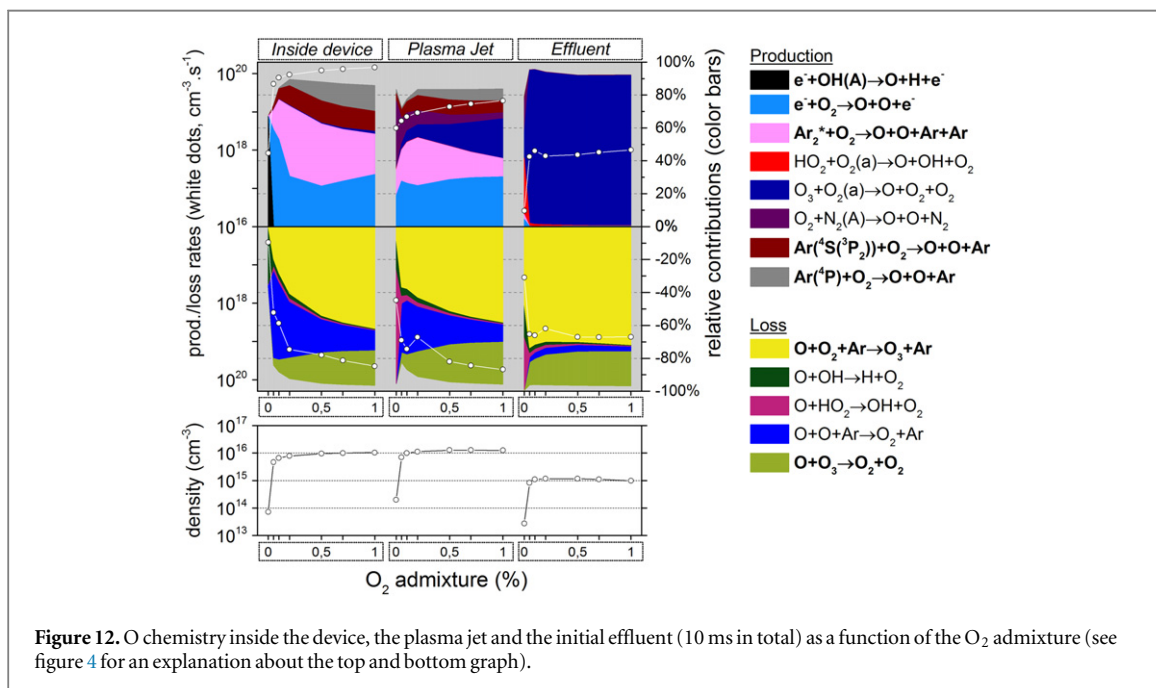 Inside device Plasma Jet Effluent
prod./loss rates (white dots, cm⁻³.s⁻¹)
10²⁰
10¹⁸
10¹⁶
10¹⁸
10²⁰
100%
80%
60%
40%
20%
0%
-20%
-40%
-60%
-80%
-100%
relative contributions (color bars)
0 0,5 1 0 0,5 1 0 0,5 1
density (cm⁻³)
10¹⁷
10¹⁶
10¹⁵
10¹⁴
10¹³
0 0,5 1 0 0,5 1 0 0,5 1
O₂ admixture (%)
Production
e⁻+OH(A)→O+H+e⁻
e⁻+O₂→O+O+e⁻
Ar₂*+O₂→O+O+Ar+Ar
HO₂+O₂(a)→O+OH+O₂
O₃+O₂(a)→O+O₂+O₂
O₂+N₂(A)→O+O+N₂
Ar(⁴S(³P₂))+O₂→O+O+Ar
Ar(⁴P)+O₂→O+O+Ar
Loss
O+O₂+Ar→O₃+Ar
O+OH→H+O₂
O+HO₂→OH+O₂
O+O+Ar→O₂+Ar
O+O₃→O₂+O₂
Figure 12. O chemistry inside the device, the plasma jet and the initial effluent (10 ms in total) as a function of the O₂ admixture (see
figure 4 for an explanation about the top and bottom graph).